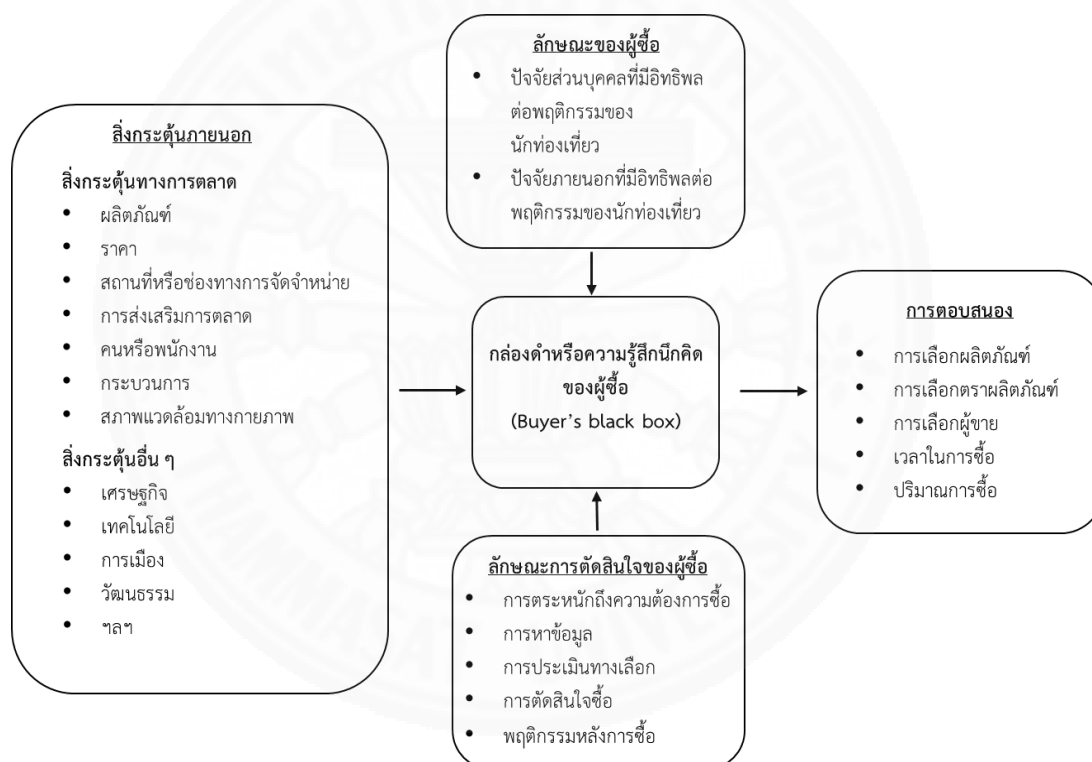 ลักษณะของผู้ซื้อ
• ปัจจัยส่วนบุคคลที่มีอิทธิพล
ต่อพฤติกรรมของ
นักท่องเที่ยว
• ปัจจัยภายนอกที่มีอิทธิพลต่อ
พฤติกรรมของนักท่องเที่ยว
สิ่งกระตุ้นภายนอก
สิ่งกระตุ้นทางการตลาด
• ผลิตภัณฑ์
• ราคา
• สถานที่หรือช่องทางการจัดจำหน่าย
• การส่งเสริมการตลาด
• คนหรือพนักงาน
• กระบวนการ
• สภาพแวดล้อมทางกายภาพ
สิ่งกระตุ้นอื่น ๆ
• เศรษฐกิจ
• เทคโนโลยี
• การเมือง
• วัฒนธรรม
• ฯลฯ
กล่องดำหรือความรู้สึกนึกคิด
ของผู้ซื้อ
(Buyer's black box)
การตอบสนอง
• การเลือกผลิตภัณฑ์
• การเลือกตราผลิตภัณฑ์
• การเลือกผู้ขาย
• เวลาในการซื้อ
• ปริมาณการซื้อ
ลักษณะการตัดสินใจของผู้ซื้อ
• การตระหนักถึงความต้องการซื้อ
• การหาข้อมูล
• การประเมินทางเลือก
• การตัดสินใจซื้อ
• พฤติกรรมหลังการซื้อ